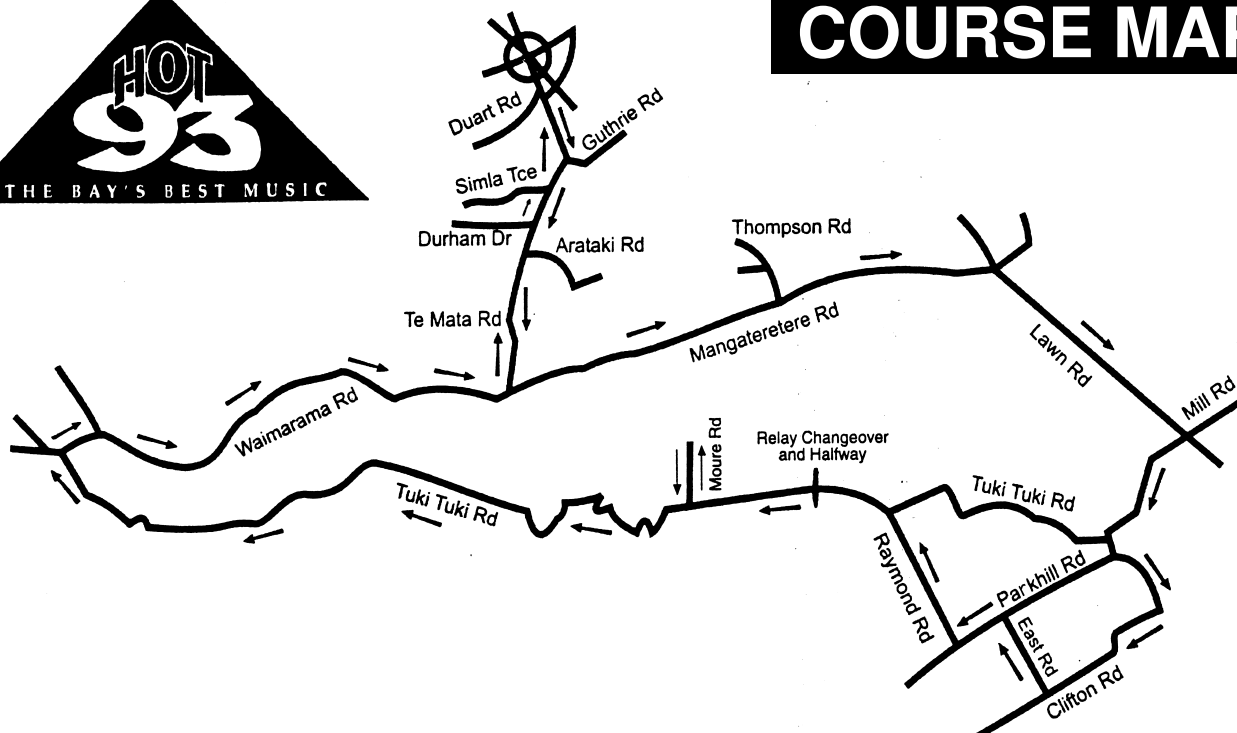 COURSE MAP
HOT
93
THE BAY'S BEST MUSIC
Duart Rd
Guthrie Rd
Simla Tce
Durham Dr
Arataki Rd
Thompson Rd
Te Mata Rd
Mangateretere Rd
Lawn Rd
Mill Rd
Waimarama Rd
Moure Rd
Relay Changeover
and Halfway
Tuki Tuki Rd
Tuki Tuki Rd
Raymond Rd
Parkhill Rd
East Rd
Clifton Rd